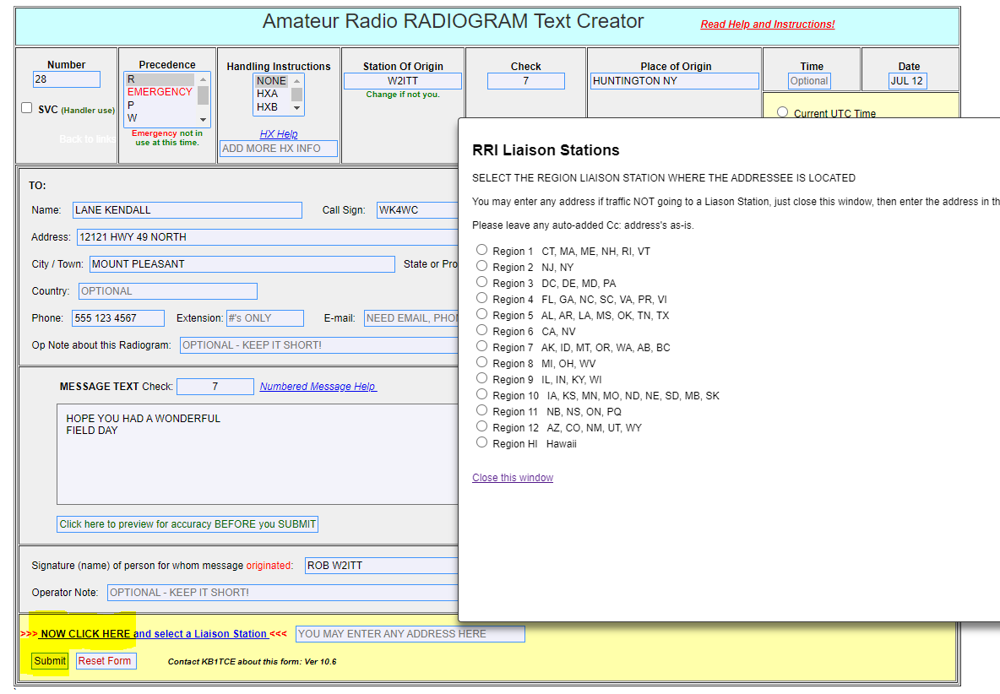 Amateur Radio RADIOGRAM Text Creator Read Help and Instructions!
Number Precedence Handling Instructions Station Of Origin Check Place of Origin Time Date
28 R NONE W2ITT 7 HUNTINGTON NY Optional JUL 12
EMERGENCY HXA Change if not you.
P HXB
SVC (Handler use) W Current UTC Time
Emergency not in
use at this time.
Back to links HX Help
ADD MORE HX INFO
TO:
Name: LANE KENDALL Call Sign: WK4WC
Address: 12121 HWY 49 NORTH
City / Town: MOUNT PLEASANT State or Pro
Country: OPTIONAL
Phone: 555 123 4567 Extension: #'s ONLY E-mail: NEED EMAIL, PHO
Op Note about this Radiogram: OPTIONAL - KEEP IT SHORT!
MESSAGE TEXT Check: 7 Numbered Message Help
HOPE YOU HAD A WONDERFUL
FIELD DAY
Click here to preview for accuracy BEFORE you SUBMIT
Signature (name) of person for whom message originated: ROB W2ITT
Operator Note: OPTIONAL - KEEP IT SHORT!
>>> NOW CLICK HERE and select a Liaison Station <<< YOU MAY ENTER ANY ADDRESS HERE
Submit Reset Form Contact KB1TCE about this form: Ver 10.6
RRI Liaison Stations
SELECT THE REGION LIAISON STATION WHERE THE ADDRESSEE IS LOCATED
You may enter any address if traffic NOT going to a Liason Station, just close this window, then enter the address in th
Please leave any auto-added Cc: address's as-is.
Region 1 CT, MA, ME, NH, RI, VT
Region 2 NJ, NY
Region 3 DC, DE, MD, PA
Region 4 FL, GA, NC, SC, VA, PR, VI
Region 5 AL, AR, LA, MS, OK, TN, TX
Region 6 CA, NV
Region 7 AK, ID, MT, OR, WA, AB, BC
Region 8 MI, OH, WV
Region 9 IL, IN, KY, WI
Region 10 IA, KS, MN, MO, ND, NE, SD, MB, SK
Region 11 NB, NS, ON, PQ
Region 12 AZ, CO, NM, UT, WY
Region HI Hawaii
Close this window